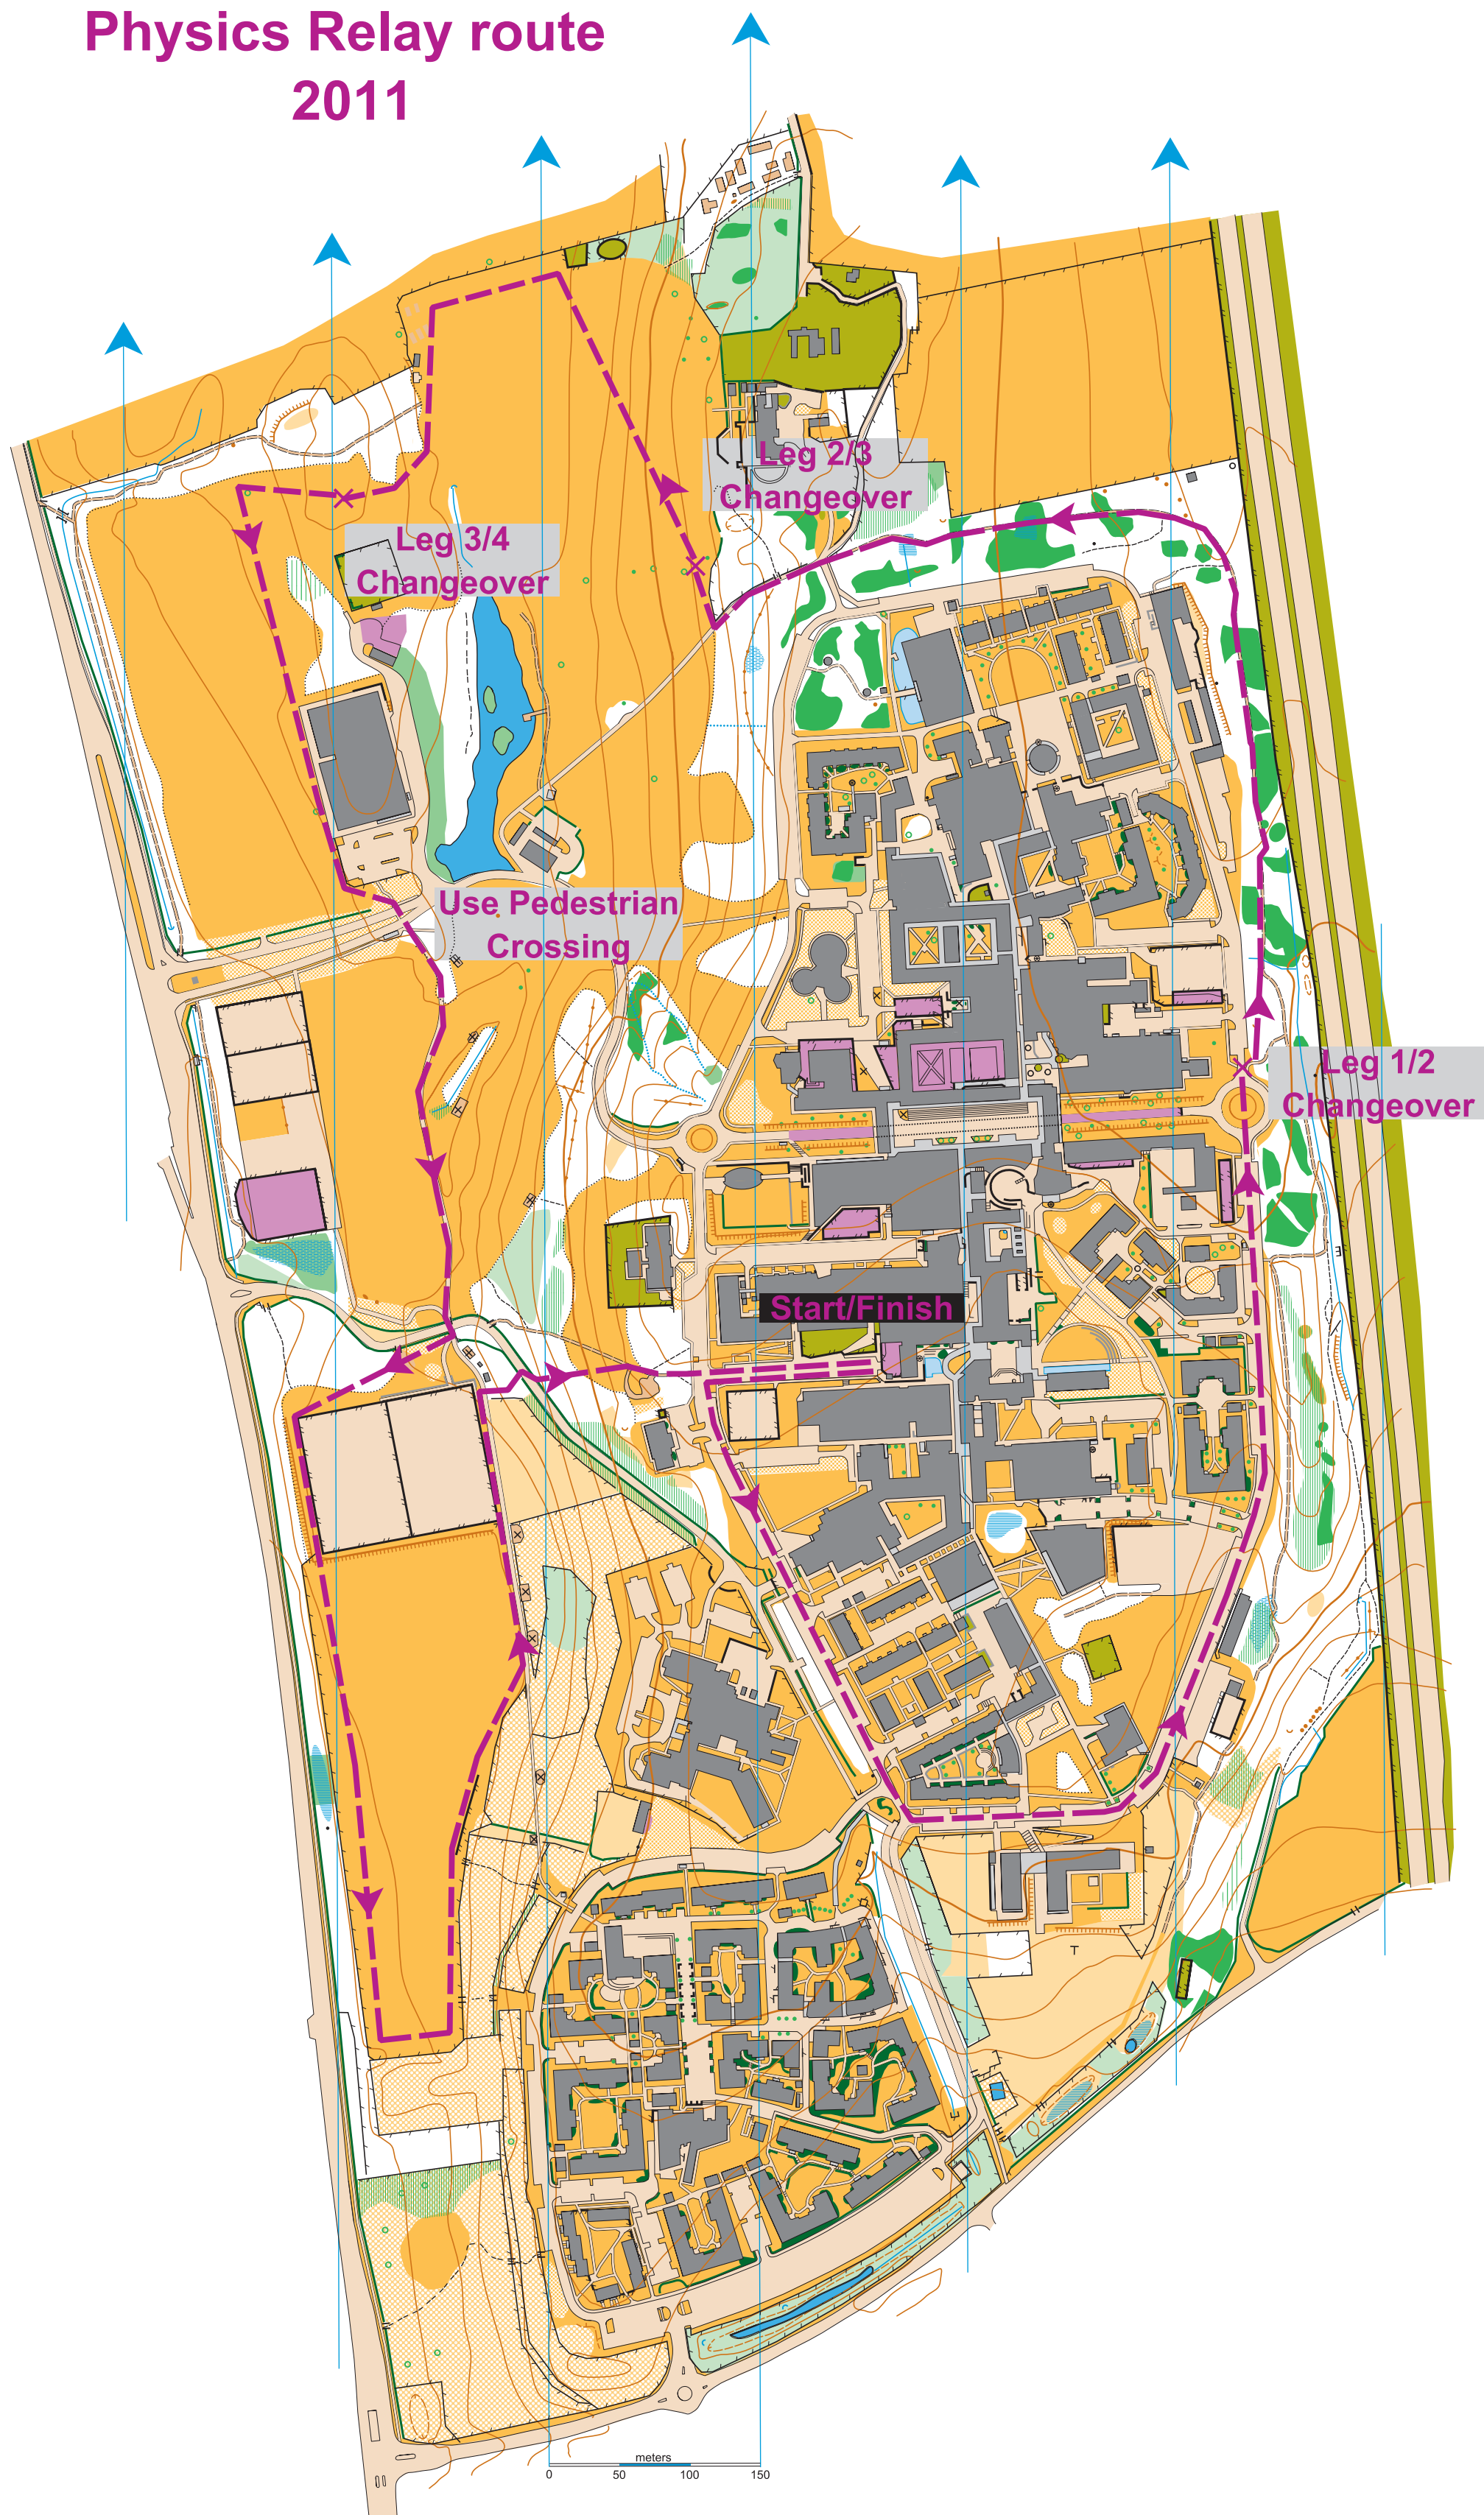 Physics Relay route
2011
Leg 2/3
Changeover
Leg 3/4
Changeover
Use Pedestrian
Crossing
Leg 1/2
Changeover
Start/Finish
meters
0 50 100 150